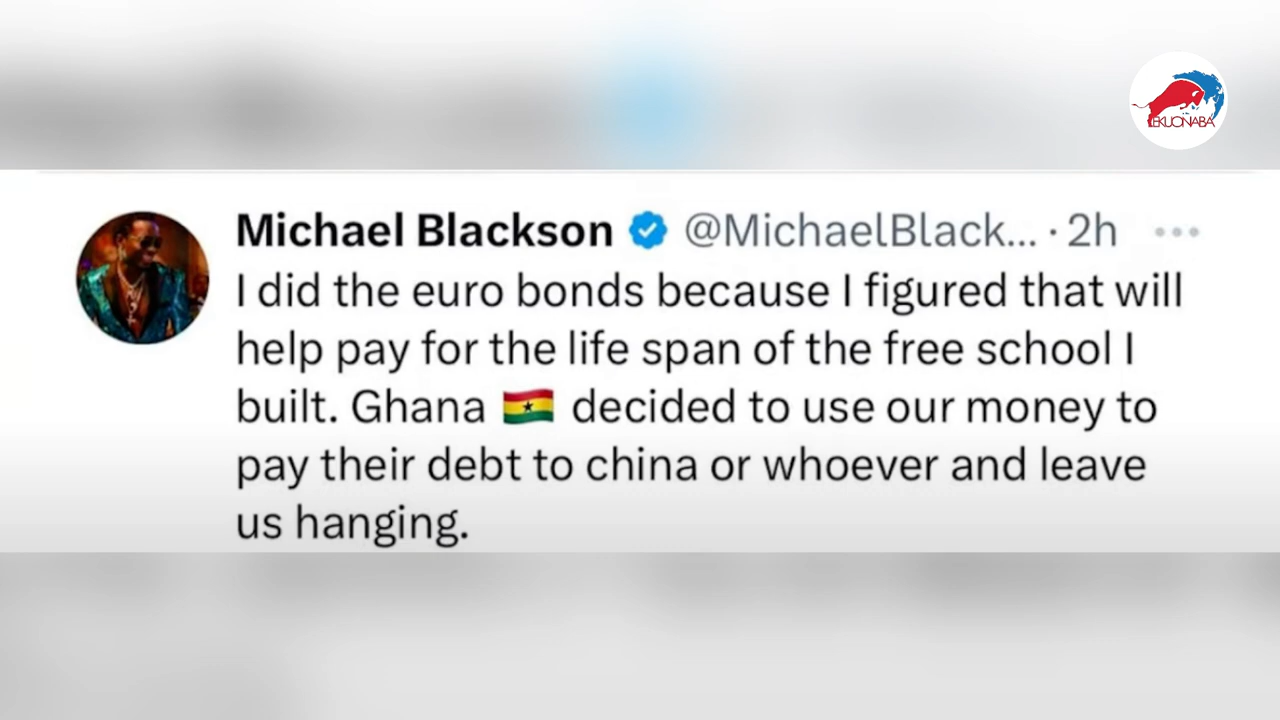 EKUONABA
Michael Blackson @MichaelBlack... · 2h
I did the euro bonds because I figured that will
help pay for the life span of the free school I
built. Ghana 🇬🇭 decided to use our money to
pay their debt to china or whoever and leave
us hanging.